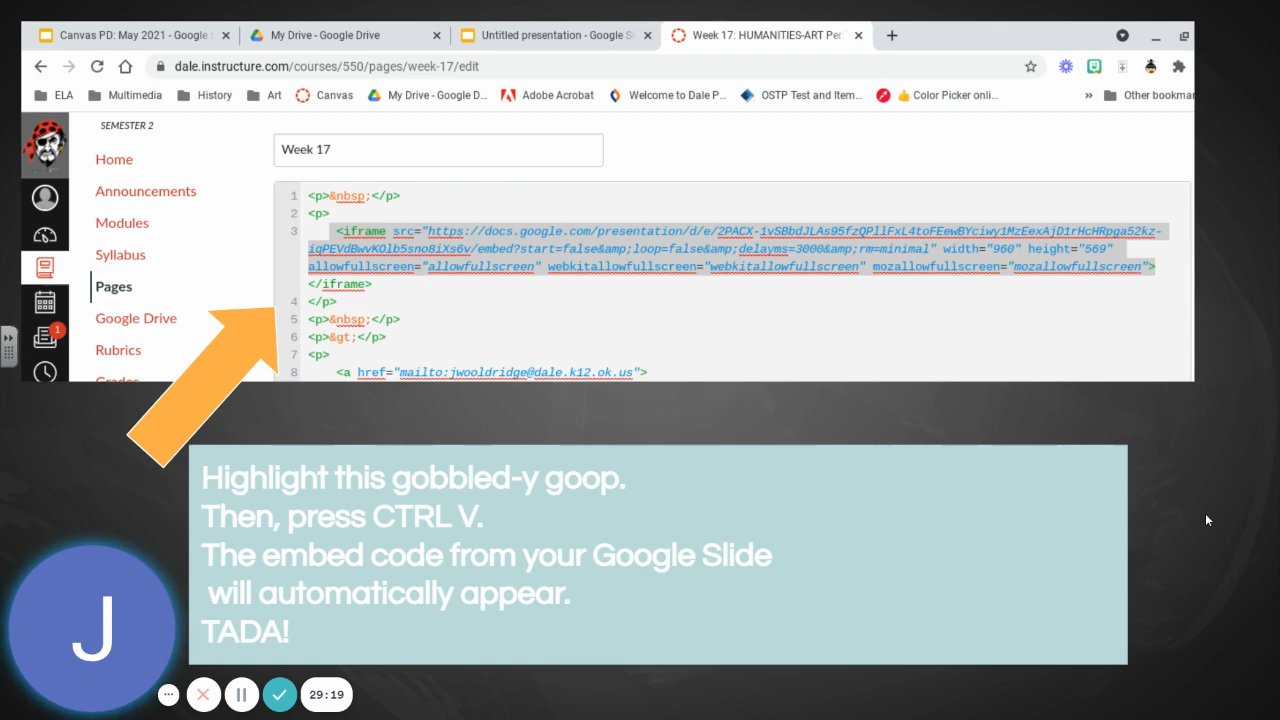 Canvas PD: May 2021 - Google S
My Drive - Google Drive
Untitled presentation - Google Sl
Week 17: HUMANITIES-ART Per
dale.instructure.com/courses/550/pages/week-17/edit
ELA
Multimedia
History
Art
Canvas
My Drive - Google D...
Adobe Acrobat
Welcome to Dale P...
OSTP Test and Item...
Color Picker onli...
»
Other bookmar
SEMESTER 2
Home
Announcements
Modules
Syllabus
Pages
Google Drive
Rubrics
Grades
1
Week 17
1 <p>&nbsp;</p>
2 <p>
3 <iframe src="https://docs.google.com/presentation/d/e/2PACX-1vSBbdJLAs95fzQPllFxL4toFEewBYciwy1MzEexAjD1rHcHRpga52kz-
iqPEVdBwvKOlb5sno8iXs6v/embed?start=false&amp;loop=false&amp;delayms=3000&amp;rm=minimal" width="960" height="569"
allowfullscreen="allowfullscreen" webkitallowfullscreen="webkitallowfullscreen" mozallowfullscreen="mozallowfullscreen">
</iframe>
4 </p>
5 <p>&nbsp;</p>
6 <p>&gt;</p>
7 <p>
8 <a href="mailto:jwooldridge@dale.k12.ok.us">
Highlight this gobbled-y goop.
Then, press CTRL V.
The embed code from your Google Slide
will automatically appear.
TADA!
J
29:19